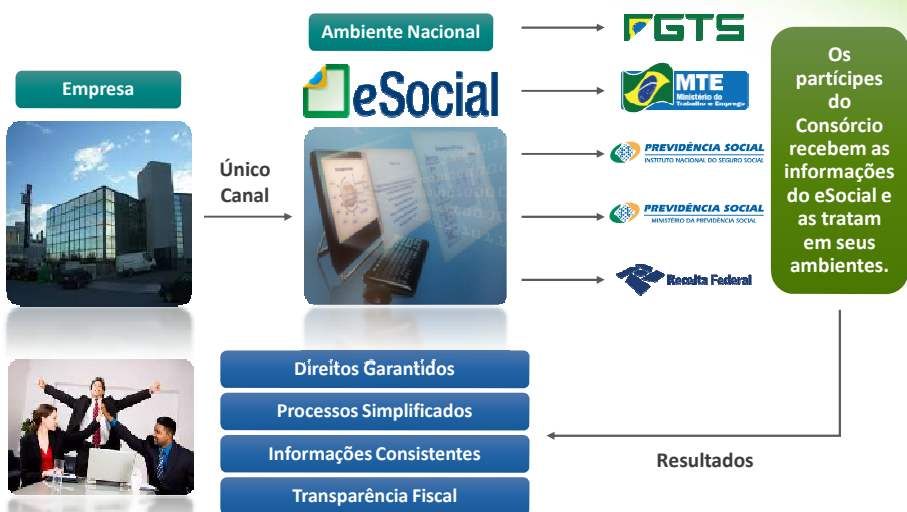 Ambiente Nacional
Empresa
eSocial
Único
Canal
FGTS
MTE
Ministério do
Trabalho e Emprego
PREVIDÊNCIA SOCIAL
INSTITUTO NACIONAL DO SEGURO SOCIAL
PREVIDÊNCIA SOCIAL
MINISTÉRIO DA PREVIDÊNCIA SOCIAL
Receita Federal
Os
partícipes
do
Consórcio
recebem as
informações
do eSocial e
as tratam
em seus
ambientes.
Direitos Garantidos
Processos Simplificados
Informações Consistentes
Transparência Fiscal
Resultados